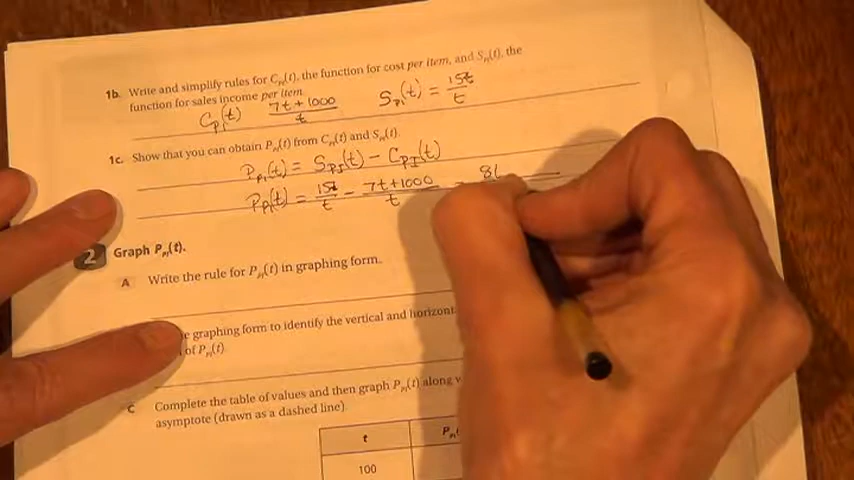 1b. Write and simplify rules for Cpi(t), the function for cost per item, and Spi(t), the
function for sales income per item.
Cpi(t) 7t+1000/t Spi(t) = 15t/t
1c. Show that you can obtain Ppi(t) from Cpi(t) and Spi(t).
PpI(t) = SpI(t) - CpI(t)
Ppi(t) = 15t/t - 7t+1000/t = 8t
2 Graph Ppi(t).
A Write the rule for Ppi(t) in graphing form.
e graphing form to identify the vertical and horizont
of Ppi(t)
C Complete the table of values and then graph Ppi(t) along
asymptote (drawn as a dashed line).
t Ppi(
100